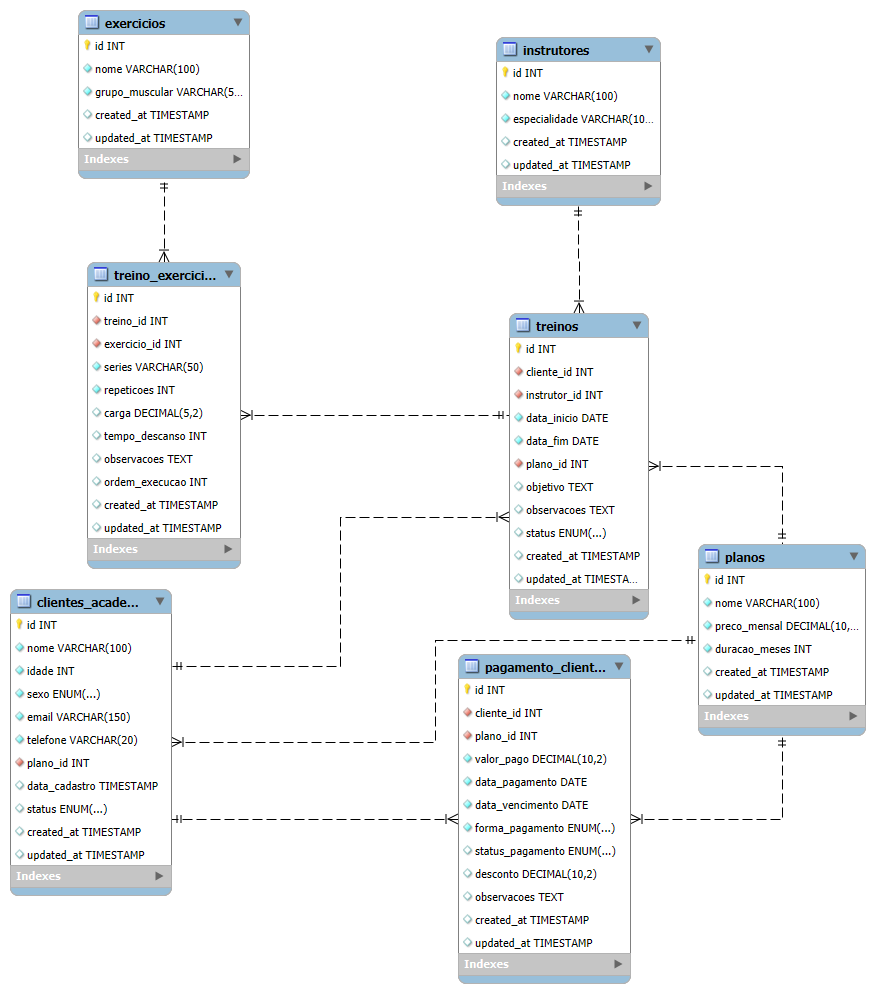 exercicios
id INT
nome VARCHAR(100)
grupo_muscular VARCHAR(5...
created_at TIMESTAMP
updated_at TIMESTAMP
Indexes
instrutores
id INT
nome VARCHAR(100)
especialidade VARCHAR(10...
created_at TIMESTAMP
updated_at TIMESTAMP
Indexes
treino_exercici...
id INT
treino_id INT
exercicio_id INT
series VARCHAR(50)
repeticoes INT
carga DECIMAL(5,2)
tempo_descanso INT
observacoes TEXT
ordem_execucao INT
created_at TIMESTAMP
updated_at TIMESTAMP
Indexes
treinos
id INT
cliente_id INT
instrutor_id INT
data_inicio DATE
data_fim DATE
plano_id INT
objetivo TEXT
observacoes TEXT
status ENUM(...)
created_at TIMESTAMP
updated_at TIMESTA...
Indexes
planos
id INT
nome VARCHAR(100)
preco_mensal DECIMAL(10,...
duracao_meses INT
created_at TIMESTAMP
updated_at TIMESTAMP
Indexes
clientes_acade...
id INT
nome VARCHAR(100)
idade INT
sexo ENUM(...)
email VARCHAR(150)
telefone VARCHAR(20)
plano_id INT
data_cadastro TIMESTAMP
status ENUM(...)
created_at TIMESTAMP
updated_at TIMESTAMP
Indexes
pagamento_client...
id INT
cliente_id INT
plano_id INT
valor_pago DECIMAL(10,2)
data_pagamento DATE
data_vencimento DATE
forma_pagamento ENUM(...)
status_pagamento ENUM(...)
desconto DECIMAL(10,2)
observacoes TEXT
created_at TIMESTAMP
updated_at TIMESTAMP
Indexes